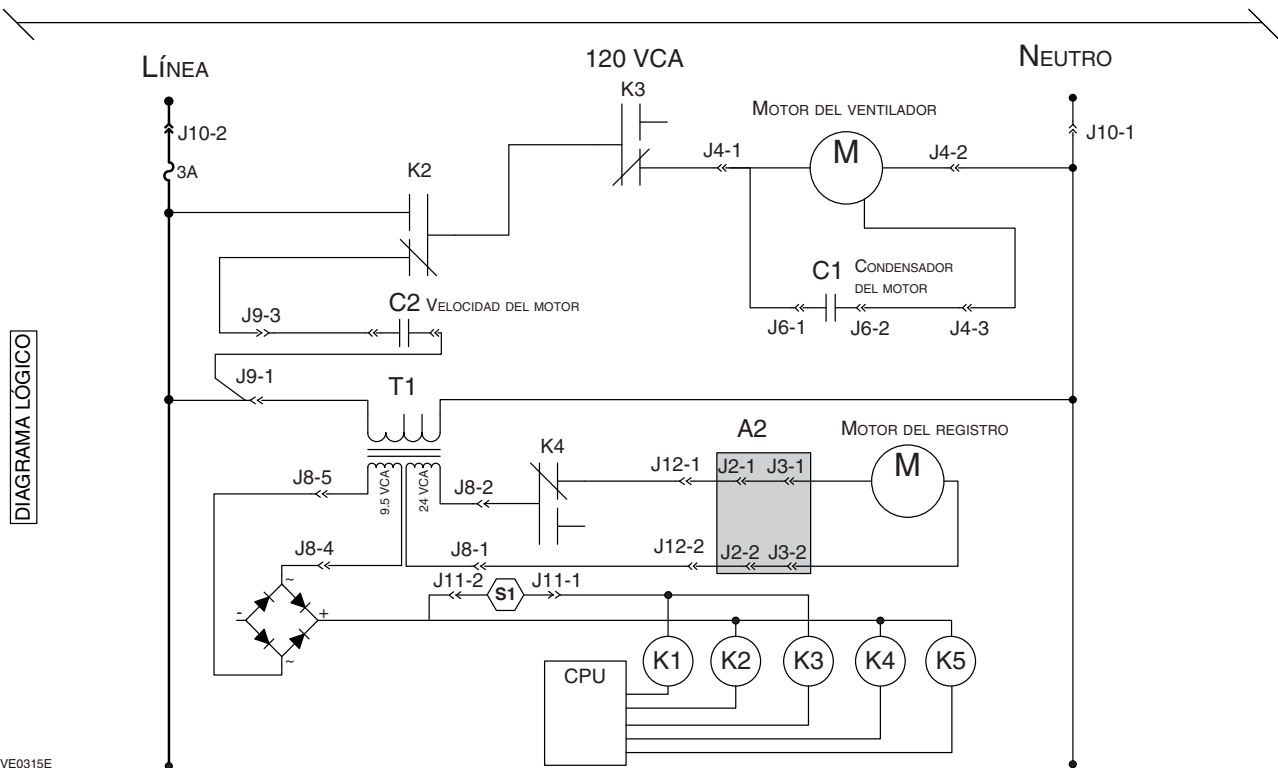 120 VCA
LÍNEA
NEUTRO
K3
MOTOR DEL VENTILADOR
J10-2
J10-1
3A
K2
J4-1
M
J4-2
C1
CONDENSADOR
DEL MOTOR
C2 VELOCIDAD DEL MOTOR
J9-3
J6-1
J6-2
J4-3
J9-1
T1
DIAGRAMA LÓGICO
A2
MOTOR DEL REGISTRO
K4
J12-1
J2-1
J3-1
M
J8-5
9.5 VCA
24 VCA
J8-2
J8-4
J8-1
J12-2
J2-2
J3-2
J11-2
S1
J11-1
~
-
+
~
K1
K2
K3
K4
K5
CPU
VE0315E